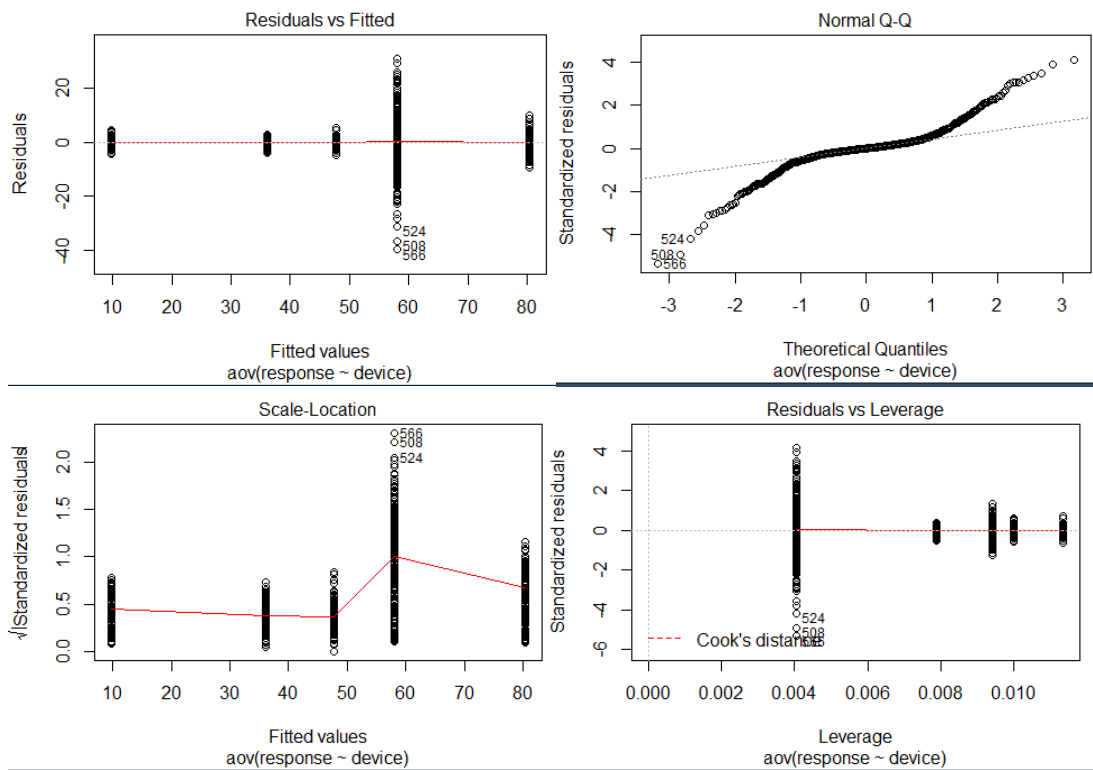 Residuals vs Fitted
Residuals
20
0
-20
-40
524
508
566
10 20 30 40 50 60 70 80
Fitted values
aov(response ~ device)
Normal Q-Q
Standardized residuals
4
2
0
-2
-4
524
508
566
-3 -2 -1 0 1 2 3
Theoretical Quantiles
aov(response ~ device)
Scale-Location
√|Standardized residuals|
2.0
1.5
1.0
0.5
0.0
566
508
524
10 20 30 40 50 60 70 80
Fitted values
aov(response ~ device)
Residuals vs Leverage
Standardized residuals
4
2
0
-2
-4
-6
524
508
Cook's distance
0.000 0.002 0.004 0.006 0.008 0.010
Leverage
aov(response ~ device)